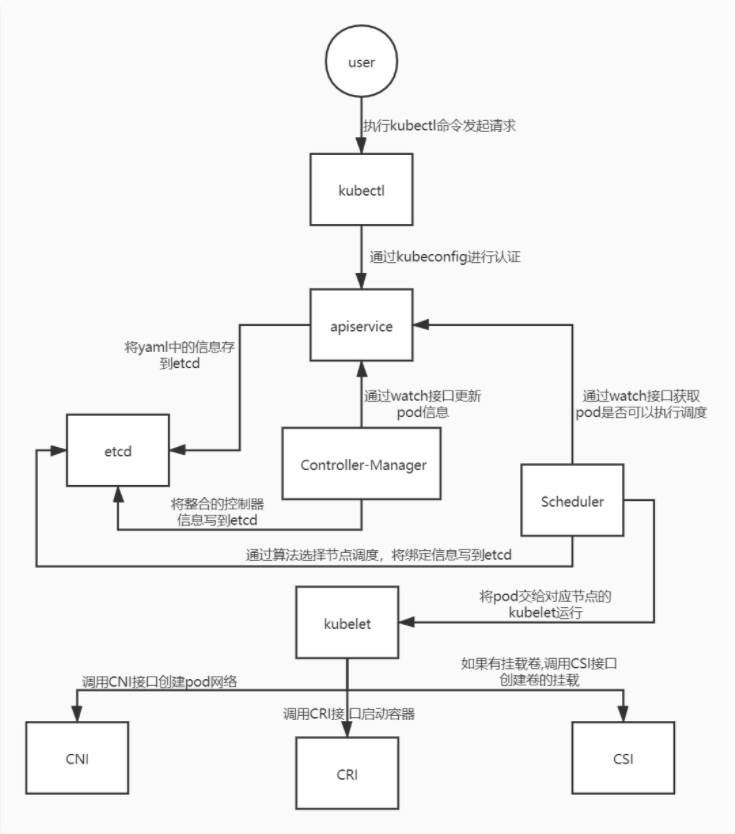 user
执行kubectl命令发起请求
kubectl
通过kubeconfig进行认证
apiservice
将yaml中的信息存
到etcd
通过watch接口更新
pod信息
通过watch接口获取
pod是否可以执行调度
etcd
Controller-Manager
Scheduler
将整合的控制器
信息写到etcd
通过算法选择节点调度，将绑定信息写到etcd
将pod交给对应节点的
kubelet运行
kubelet
如果有挂载卷,调用CSI接口
创建卷的挂载
调用CNI接口创建pod网络
调用CRI接口启动容器
CNI
CRI
CSI